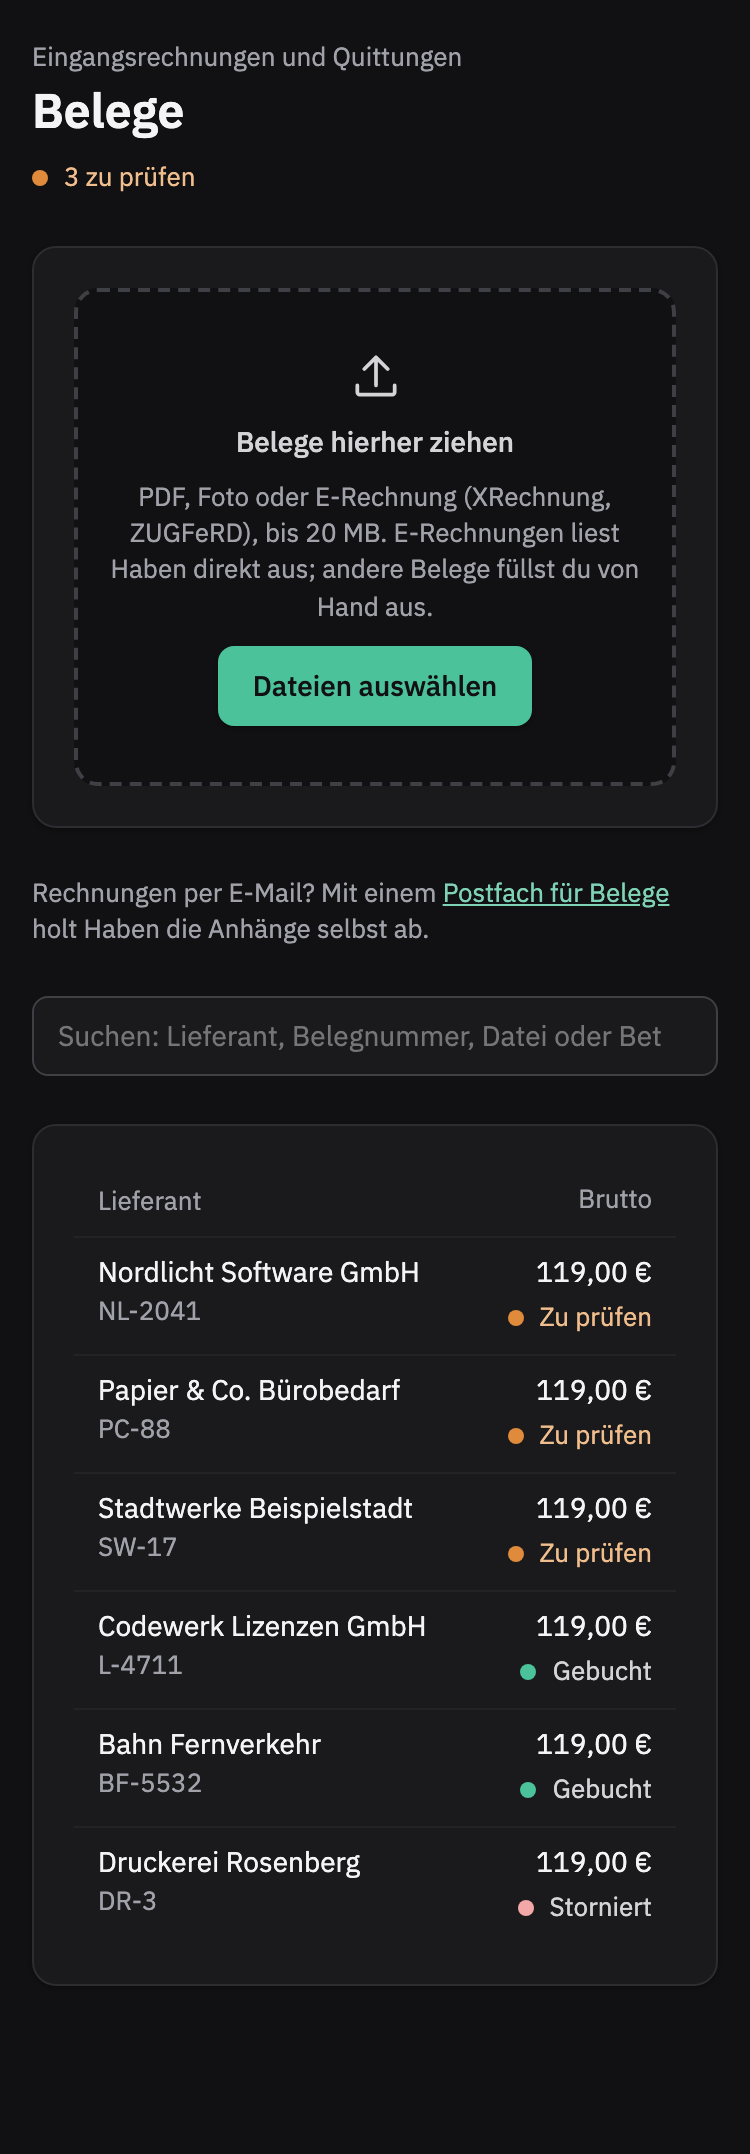 Eingangsrechnungen und Quittungen
Belege
3 zu prüfen
Belege hierher ziehen
PDF, Foto oder E-Rechnung (XRechnung,
ZUGFeRD), bis 20 MB. E-Rechnungen liest
Haben direkt aus; andere Belege füllst du von
Hand aus.
Dateien auswählen
Rechnungen per E-Mail? Mit einem Postfach für Belege
holt Haben die Anhänge selbst ab.
Suchen: Lieferant, Belegnummer, Datei oder Bet
Lieferant Brutto
Nordlicht Software GmbH 119,00 €
NL-2041 Zu prüfen
Papier & Co. Bürobedarf 119,00 €
PC-88 Zu prüfen
Stadtwerke Beispielstadt 119,00 €
SW-17 Zu prüfen
Codewerk Lizenzen GmbH 119,00 €
L-4711 Gebucht
Bahn Fernverkehr 119,00 €
BF-5532 Gebucht
Druckerei Rosenberg 119,00 €
DR-3 Storniert